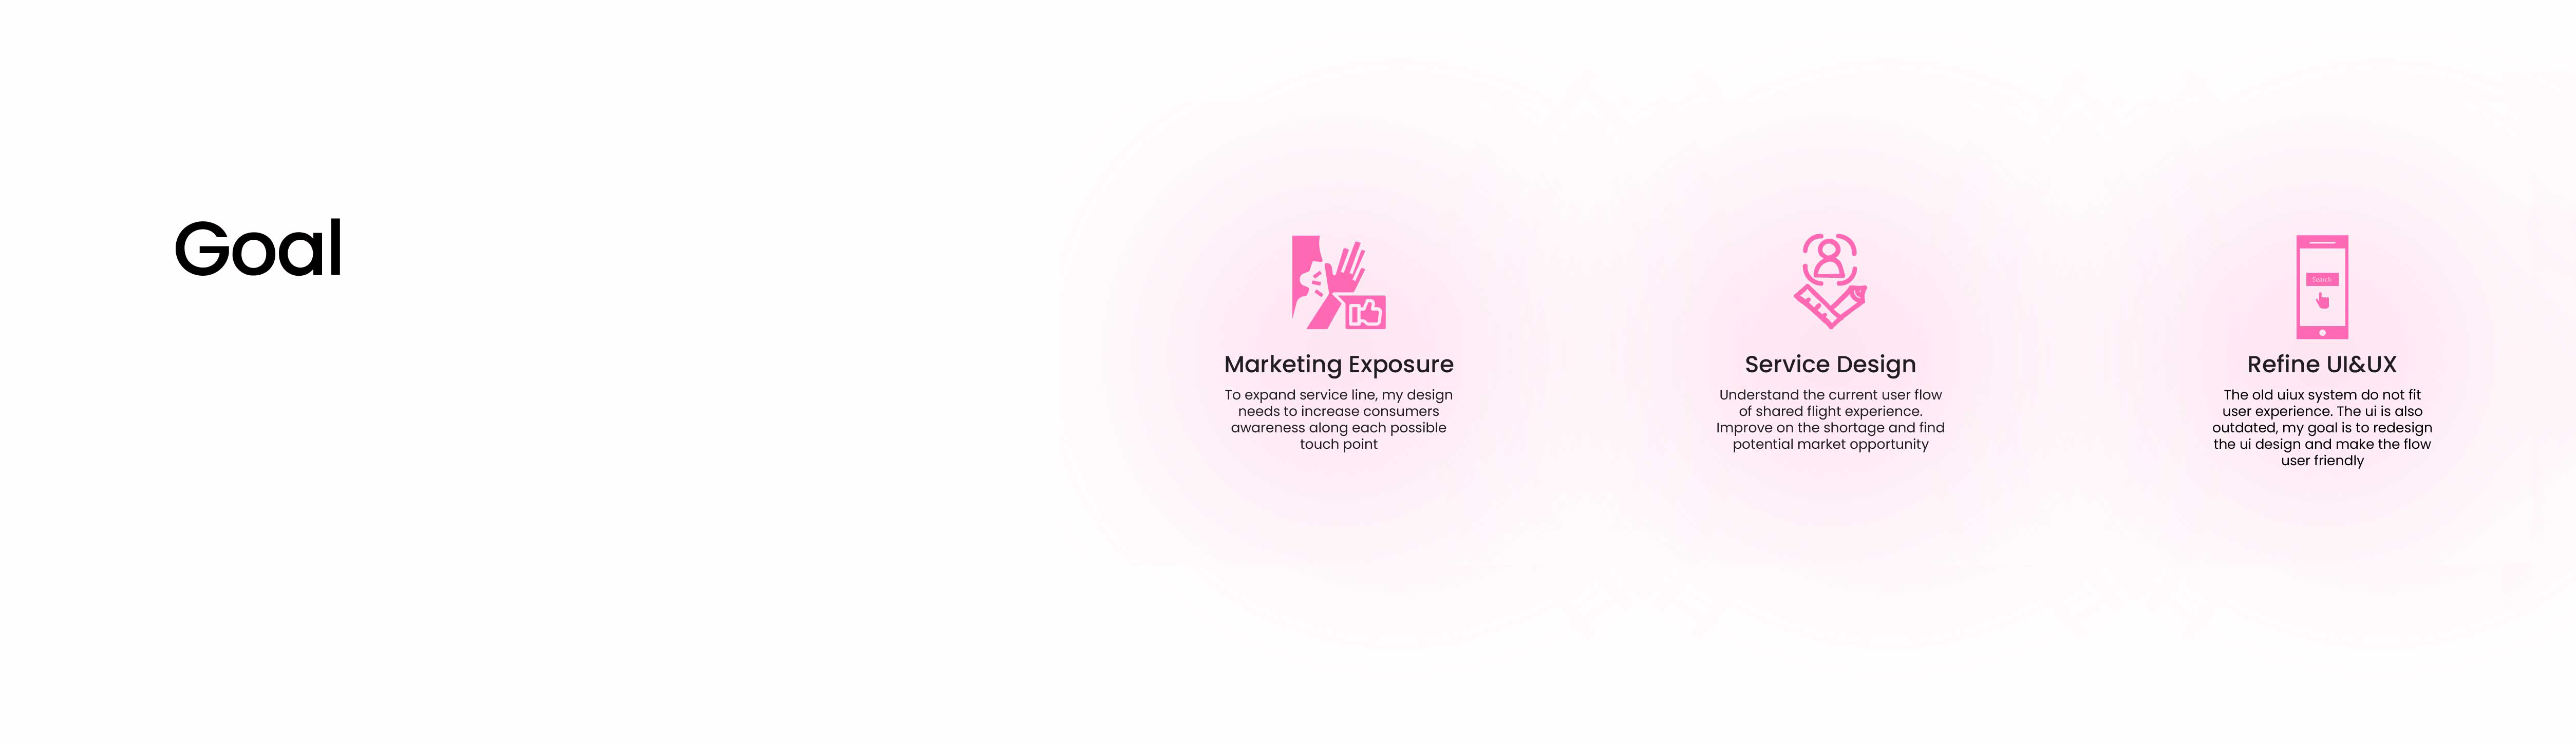 Goal
Marketing Exposure
To expand service line, my design
needs to increase consumers
awareness along each possible
touch point
Service Design
Understand the current user flow
of shared flight experience.
Improve on the shortage and find
potential market opportunity
Search
Refine UI&UX
The old uiux system do not fit
user experience. The ui is also
outdated, my goal is to redesign
the ui design and make the flow
user friendly